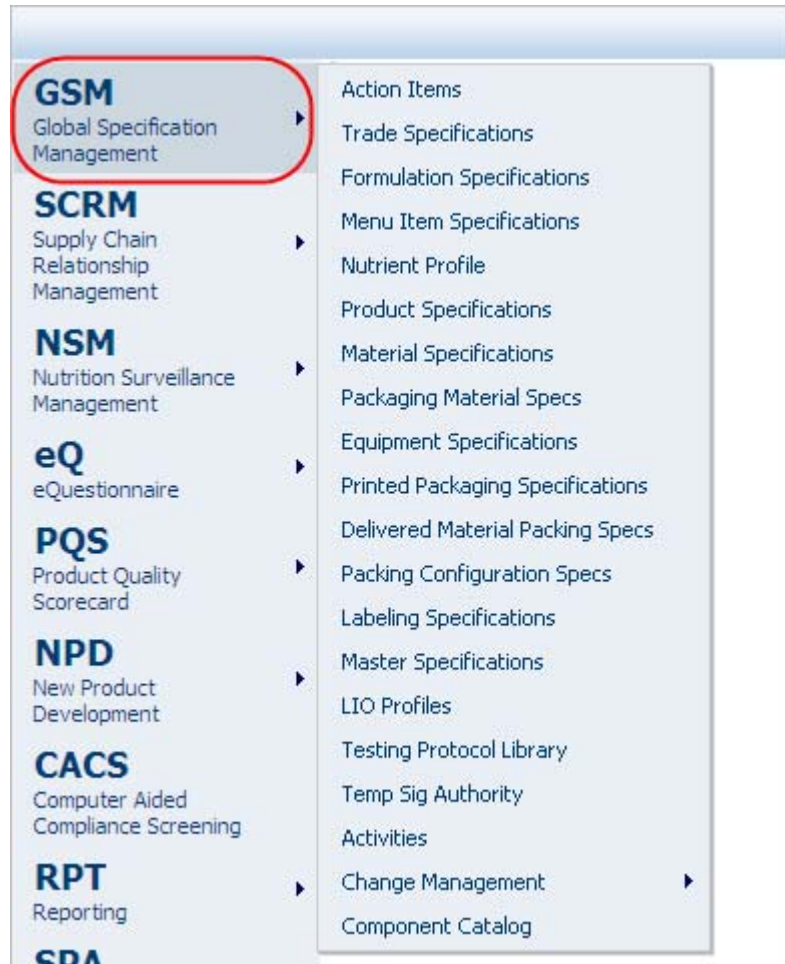 GSM
Global Specification
Management
SCRM
Supply Chain
Relationship
Management
NSM
Nutrition Surveillance
Management
eQ
eQuestionnaire
PQS
Product Quality
Scorecard
NPD
New Product
Development
CACS
Computer Aided
Compliance Screening
RPT
Reporting
Action Items
Trade Specifications
Formulation Specifications
Menu Item Specifications
Nutrient Profile
Product Specifications
Material Specifications
Packaging Material Specs
Equipment Specifications
Printed Packaging Specifications
Delivered Material Packing Specs
Packing Configuration Specs
Labeling Specifications
Master Specifications
LIO Profiles
Testing Protocol Library
Temp Sig Authority
Activities
Change Management
Component Catalog